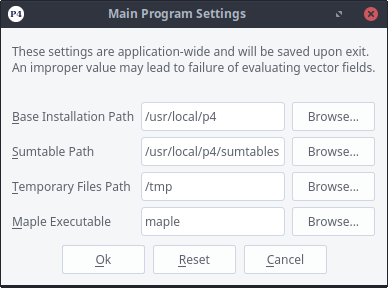 P4 Main Program Settings
These settings are application-wide and will be saved upon exit.
An improper value may lead to failure of evaluating vector fields.
Base Installation Path /usr/local/p4 Browse...
Sumtable Path /usr/local/p4/sumtables Browse...
Temporary Files Path /tmp Browse...
Maple Executable maple Browse...
Ok Reset Cancel